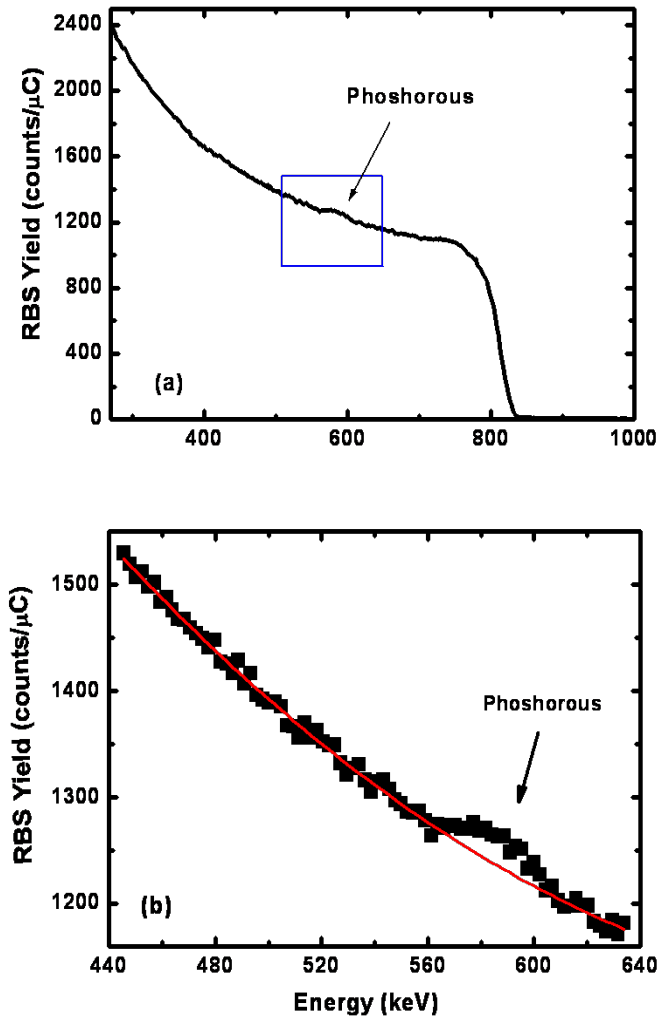 2400
2000
1600
1200
800
400
0
RBS Yield (counts/μC)
Phoshorous
(a)
400 600 800 1000
1500
1400
1300
1200
RBS Yield (counts/μC)
Phoshorous
(b)
440 480 520 560 600 640
Energy (keV)